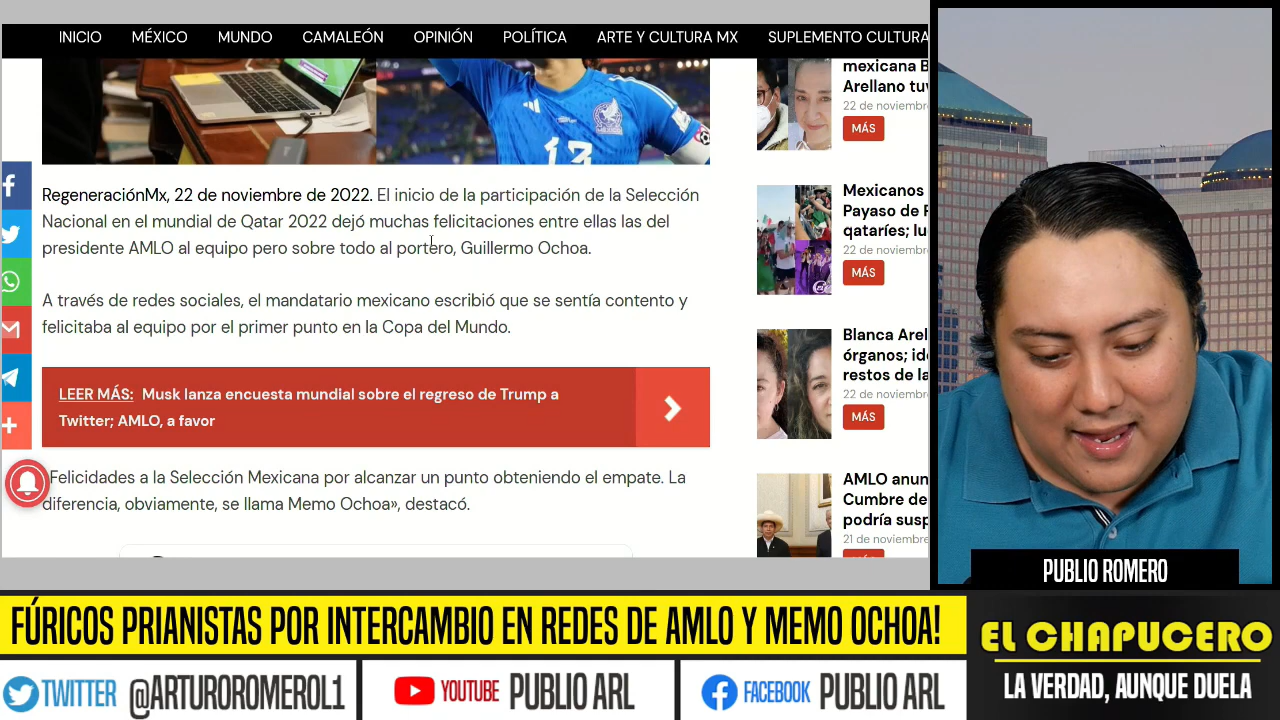 INICIO MÉXICO MUNDO CAMALEÓN OPINIÓN POLÍTICA ARTE Y CULTURA MX SUPLEMENTO CULTURA
13
RegeneraciónMx, 22 de noviembre de 2022. El inicio de la participación de la Selección
Nacional en el mundial de Qatar 2022 dejó muchas felicitaciones entre ellas las del
presidente AMLO al equipo pero sobre todo al portero, Guillermo Ochoa.
A través de redes sociales, el mandatario mexicano escribió que se sentía contento y
felicitaba al equipo por el primer punto en la Copa del Mundo.
LEER MÁS: Musk lanza encuesta mundial sobre el regreso de Trump a
Twitter; AMLO, a favor
Felicidades a la Selección Mexicana por alcanzar un punto obteniendo el empate. La
diferencia, obviamente, se llama Memo Ochoa», destacó.
mexicana B
Arellano tuv
22 de noviembre
MÁS
Mexicanos
Payaso de
qataríes; lu
22 de noviembre
MÁS
Blanca Arel
órganos; ide
restos de la
22 de noviembre
MÁS
AMLO anun
Cumbre de
podría susp
21 de noviembre
PUBLIO ROMERO
FÚRICOS PRIANISTAS POR INTERCAMBIO EN REDES DE AMLO Y MEMO OCHOA!
EL CHAPUCERO
LA VERDAD, AUNQUE DUELA
TWITTER @ARTUROROMEROL1 YOUTUBE PUBLIO ARL FACEBOOK PUBLIO ARL